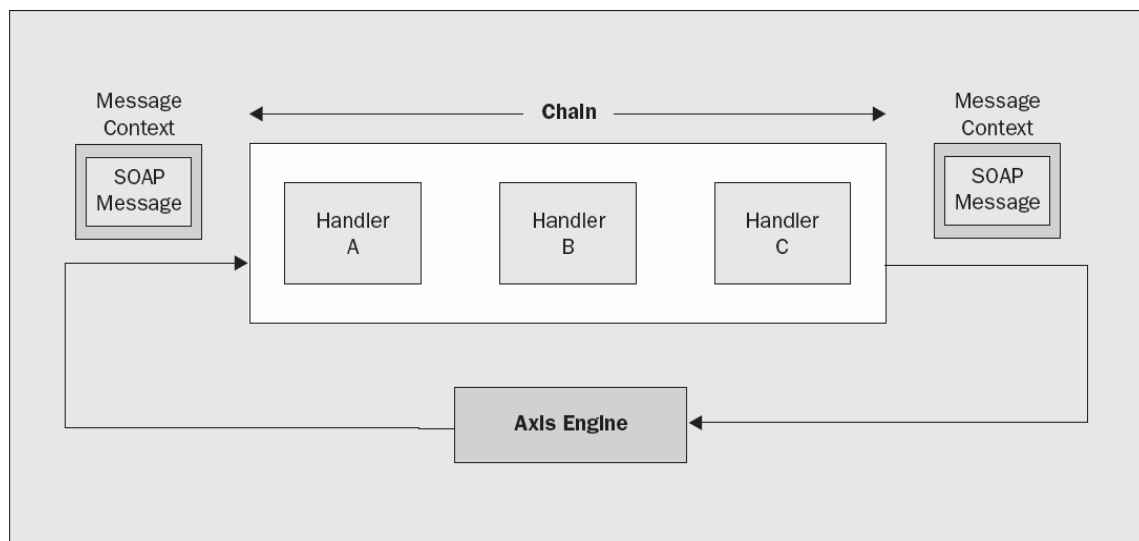 Message
Context
SOAP
Message
Chain
Handler
A
Handler
B
Handler
C
Message
Context
SOAP
Message
Axis Engine